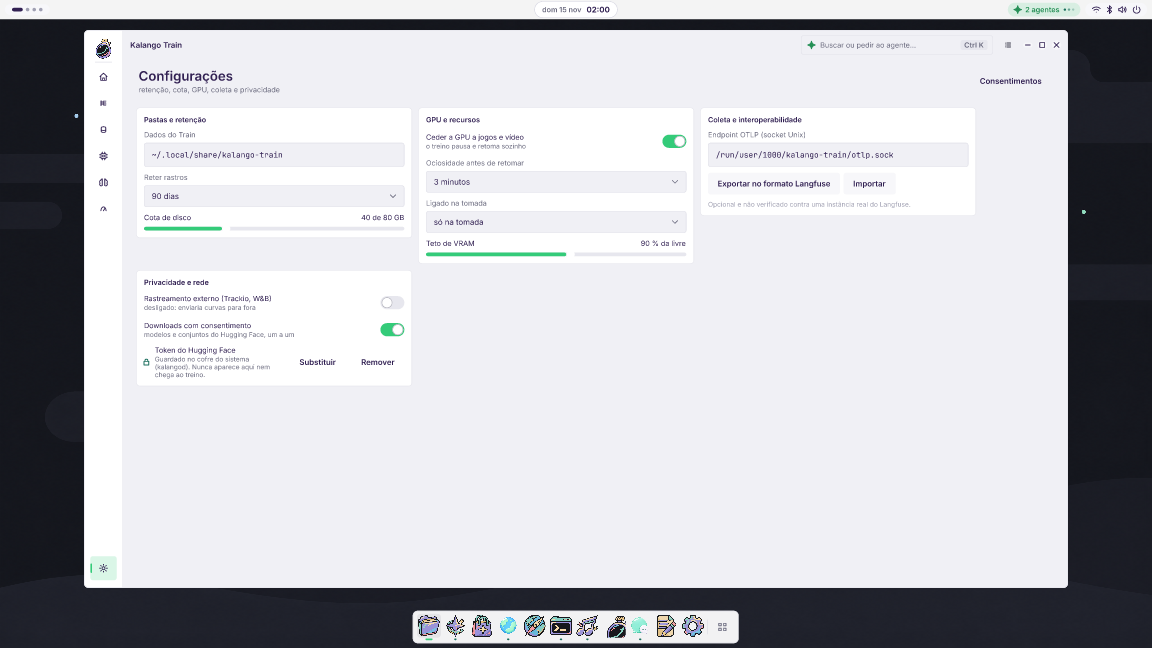 dom 15 nov 02:00
2 agentes
Kalango Train
Buscar ou pedir ao agente...
Ctrl K
Configurações
retenção, cota, GPU, coleta e privacidade
Consentimentos
Pastas e retenção
Dados do Train
~/.local/share/kalango-train
Reter rastros
90 dias
Cota de disco
40 de 80 GB
GPU e recursos
Ceder a GPU a jogos e vídeo
o treino pausa e retoma sozinho
Ociosidade antes de retomar
3 minutos
Ligado na tomada
só na tomada
Teto de VRAM
90 % da livre
Coleta e interoperabilidade
Endpoint OTLP (socket Unix)
/run/user/1000/kalango-train/otlp.sock
Exportar no formato Langfuse
Importar
Opcional e não verificado contra uma instância real do Langfuse.
Privacidade e rede
Rastreamento externo (Trackio, W&B)
desligado: enviaria curvas para fora
Downloads com consentimento
modelos e conjuntos do Hugging Face, um a um
Token do Hugging Face
Guardado no cofre do sistema
(kalangod). Nunca aparece aqui nem
chega ao treino.
Substituir
Remover